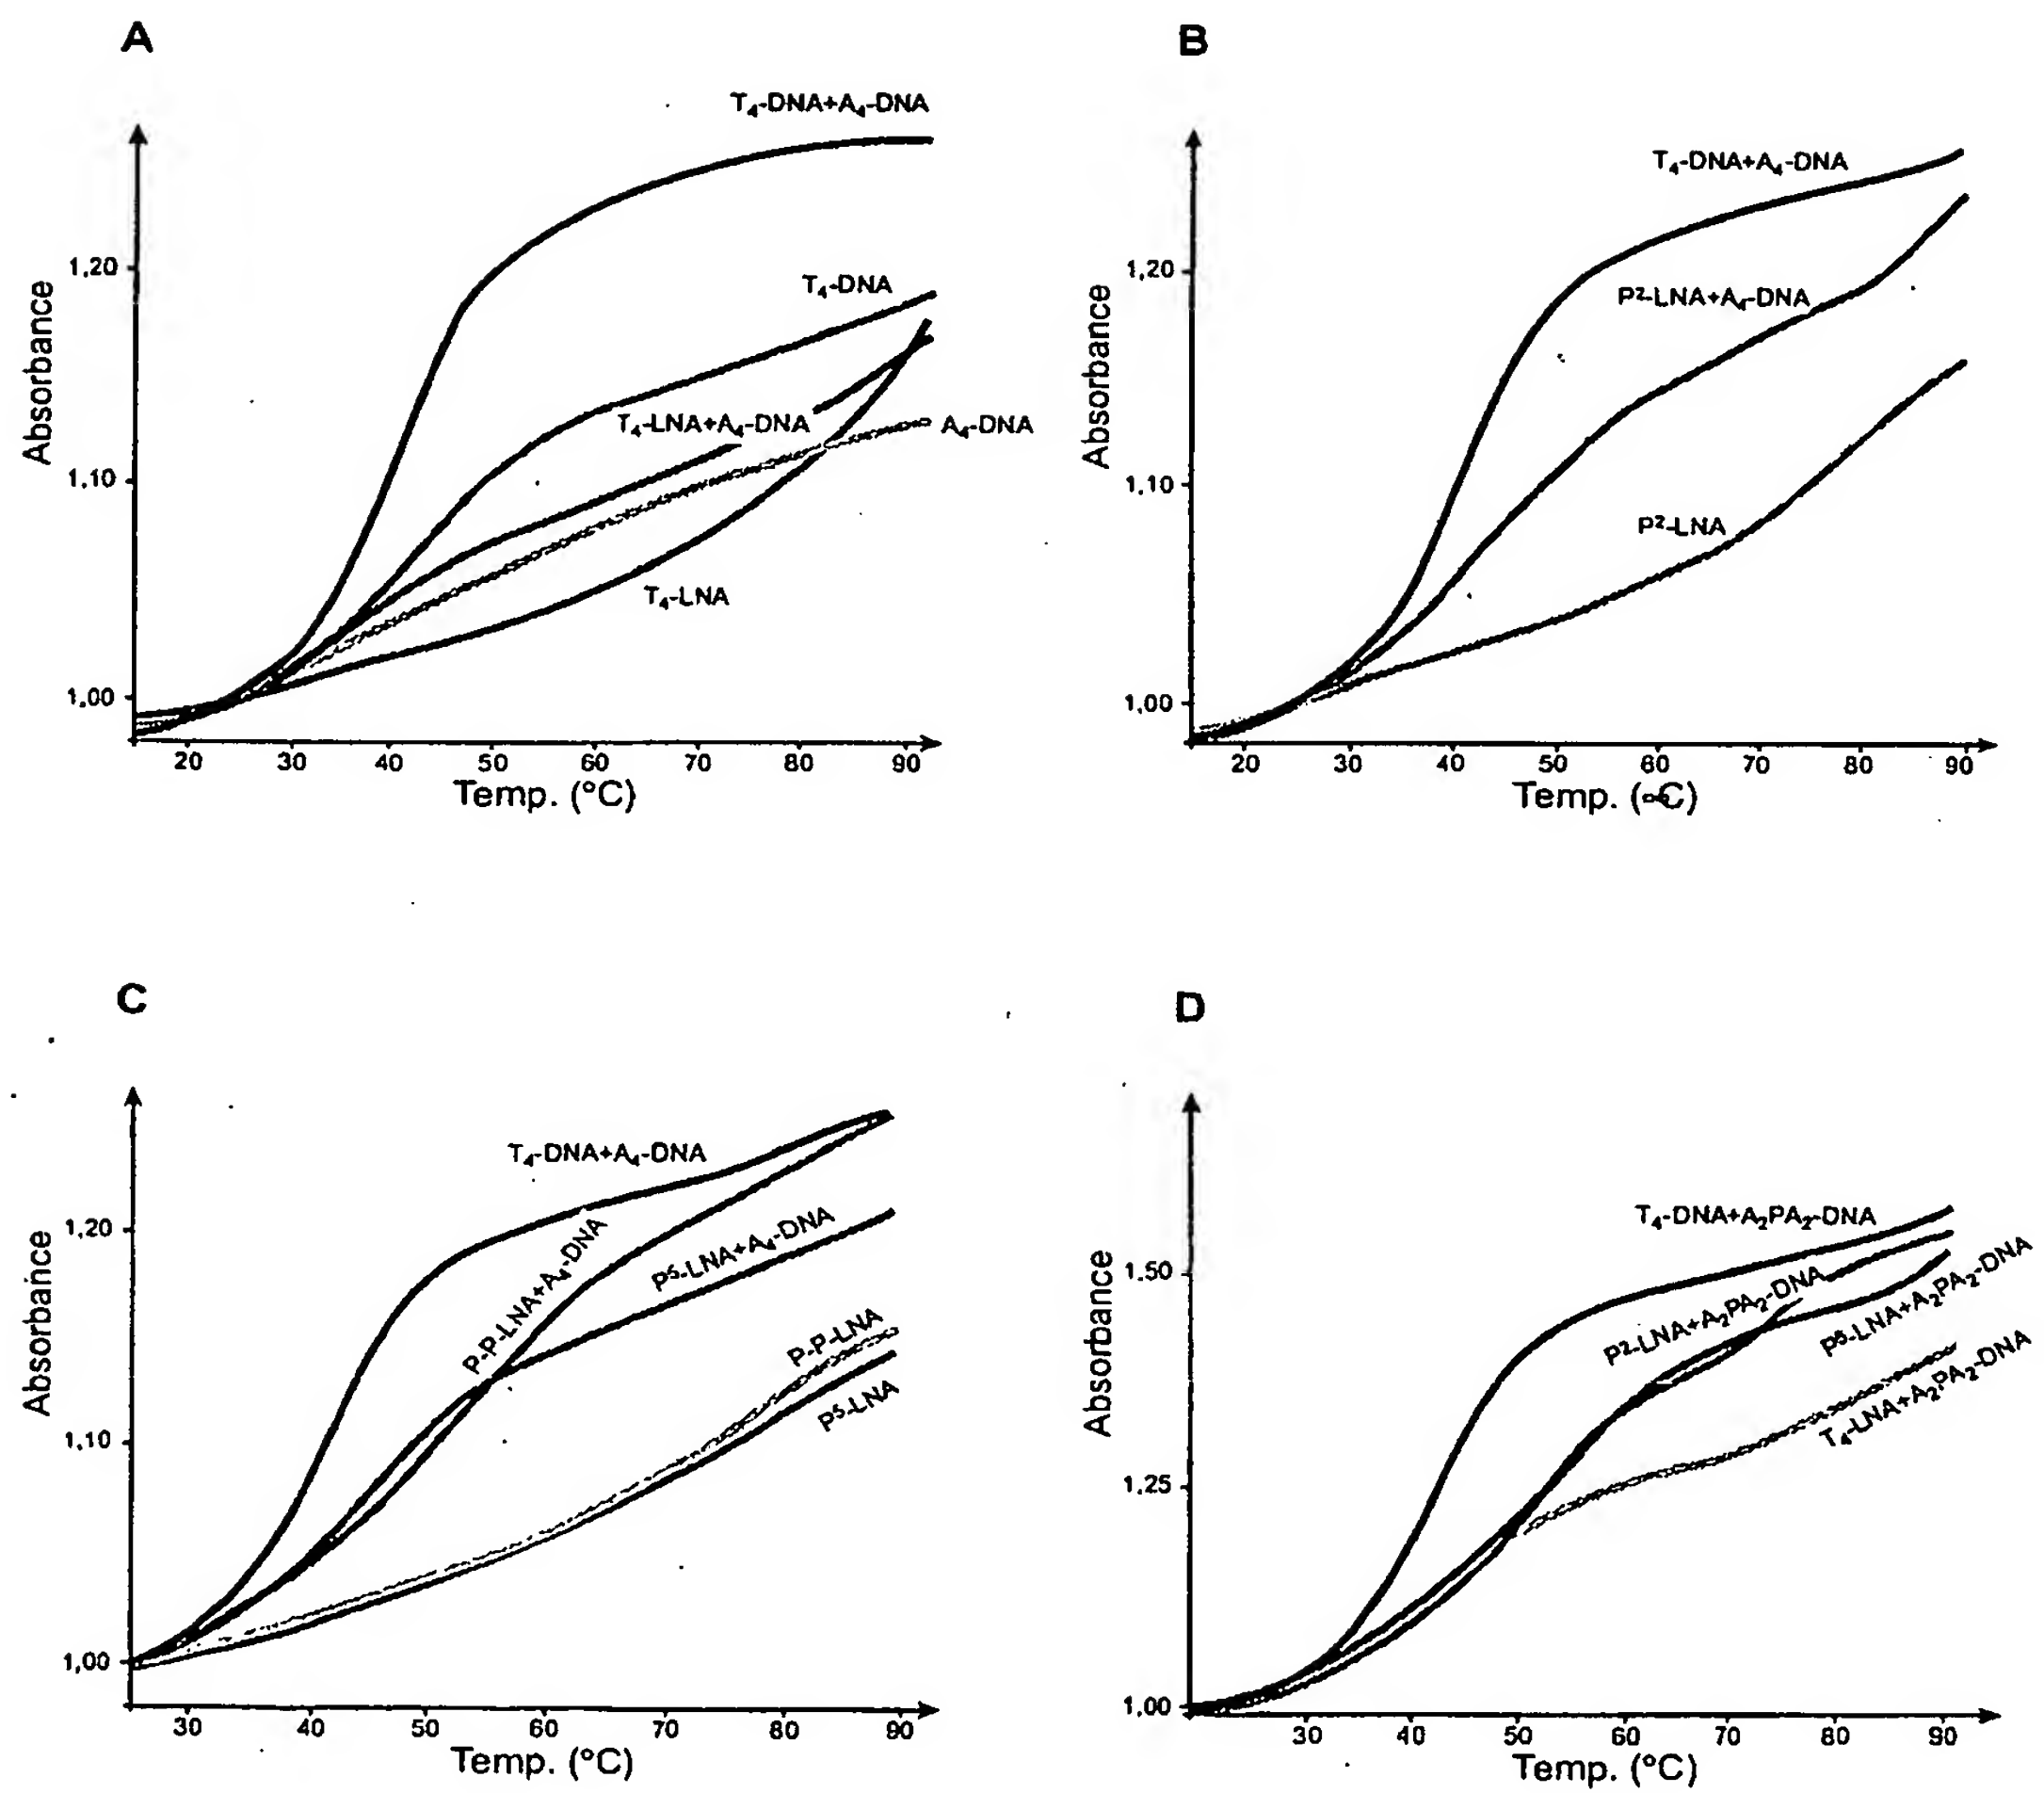 A
T₄-DNA+A₄-DNA
T₄-DNA
T₄-LNA+A₄-DNA
A₄-DNA
T₄-LNA
Absorbance
1,20
1,10
1,00
20 30 40 50 60 70 80 90
Temp. (°C)
B
T₄-DNA+A₄-DNA
P²-LNA+A₄-DNA
P²-LNA
Absorbance
1,20
1,10
1,00
20 30 40 50 60 70 80 90
Temp. (°C)
C
T₄-DNA+A₄-DNA
P-P-LNA+A₄-DNA
P⁵-LNA+A₄-DNA
P-P-LNA
P⁵-LNA
Absorbance
1,20
1,10
1,00
30 40 50 60 70 80 90
Temp. (°C)
D
T₄-DNA+A₂PA₂-DNA
P²-LNA+A₂PA₂-DNA
P⁵-LNA+A₂PA₂-DNA
T₄-LNA+A₂PA₂-DNA
Absorbance
1.50
1.25
1.00
30 40 50 60 70 80 90
Temp. (°C)